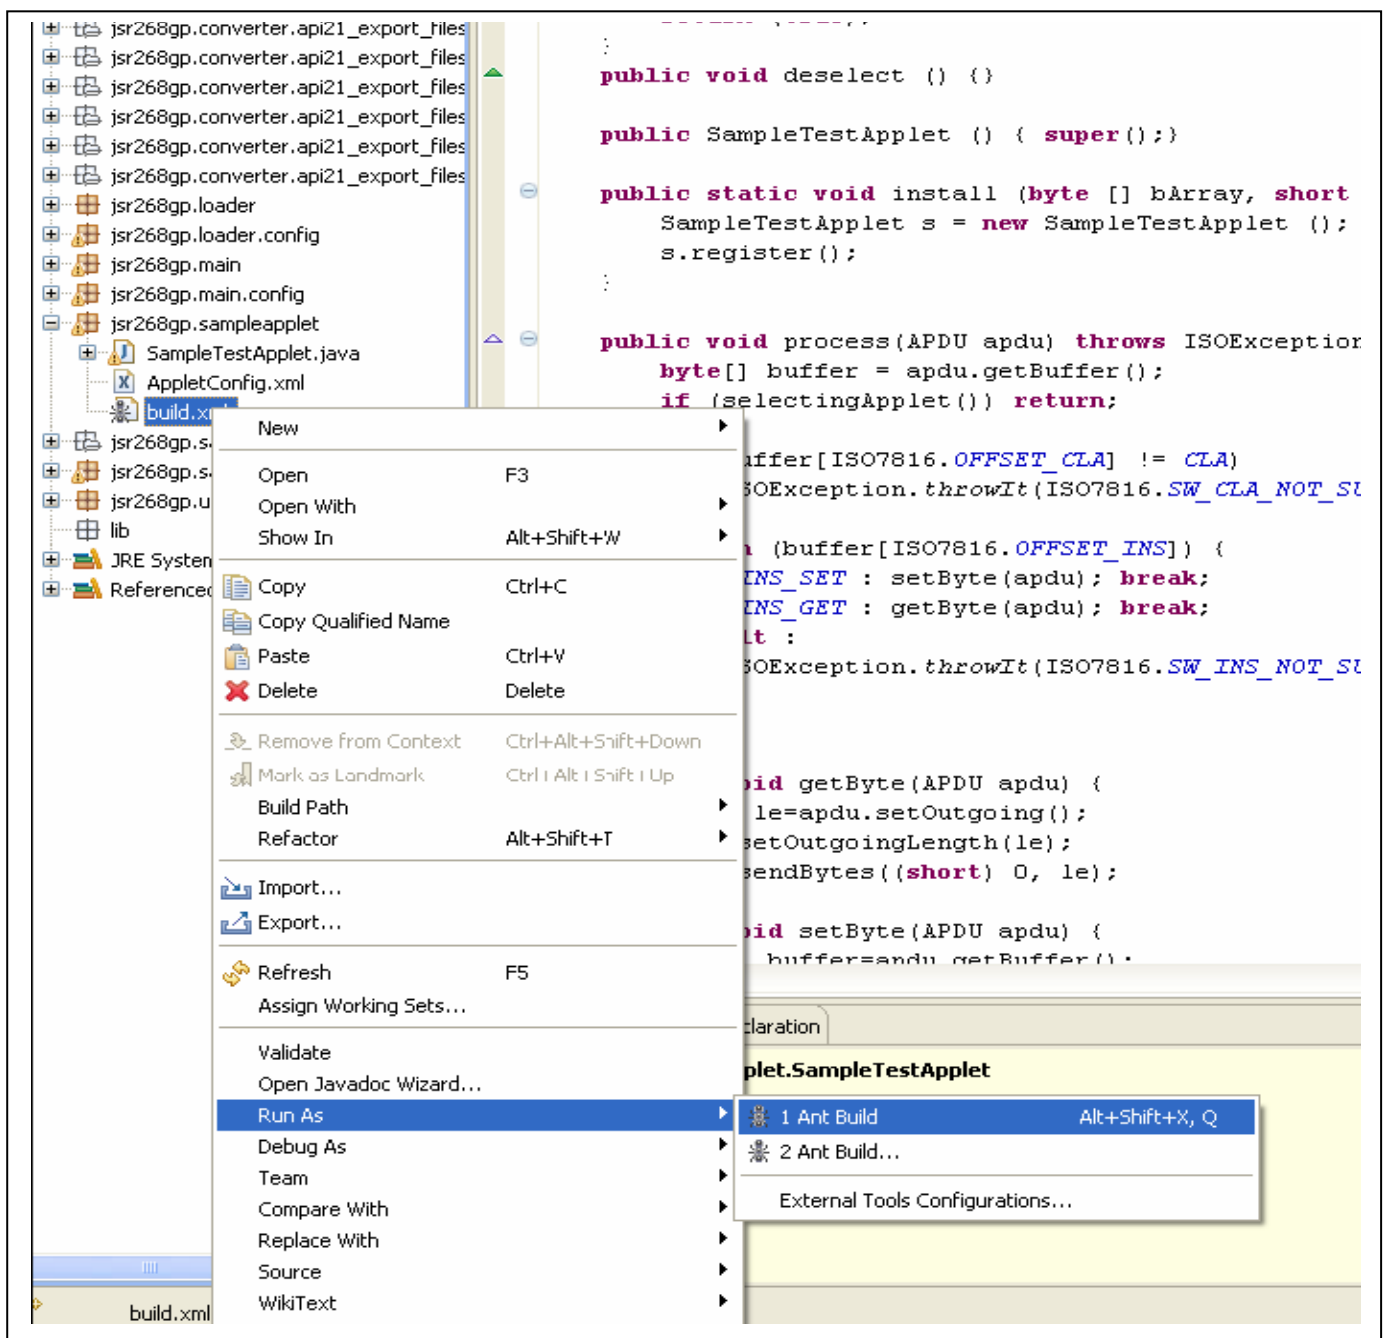 jsr268gp.converter.api21_export_files
jsr268gp.converter.api21_export_files
jsr268gp.converter.api21_export_files
jsr268gp.converter.api21_export_files
jsr268gp.converter.api21_export_files
jsr268gp.converter.api21_export_files
jsr268gp.loader
jsr268gp.loader.config
jsr268gp.main
jsr268gp.main.config
jsr268gp.sampleapplet
SampleTestApplet.java
AppletConfig.xml
build.xml
jsr268gp.s
jsr268gp.s
jsr268gp.u
lib
JRE System
Referenced
}
public void deselect () {}
public SampleTestApplet () { super();}
public static void install (byte [] bArray, short
SampleTestApplet s = new SampleTestApplet ();
s.register();
}
public void process(APDU apdu) throws ISOException
byte[] buffer = apdu.getBuffer();
if (selectingApplet()) return;
uffer[ISO7816.OFFSET_CLA] != CLA)
SOException.throwIt(ISO7816.SW_CLA_NOT_SU
h (buffer[ISO7816.OFFSET_INS]) {
INS_SET : setByte(apdu); break;
INS_GET : getByte(apdu); break;
lt :
SOException.throwIt(ISO7816.SW_INS_NOT_SU
oid getByte(APDU apdu) {
le=apdu.setOutgoing();
setOutgoingLength(le);
sendBytes((short) 0, le);
oid setByte(APDU apdu) {
buffer=apdu.getBuffer();
New
Open F3
Open With
Show In Alt+Shift+W
Copy Ctrl+C
Copy Qualified Name
Paste Ctrl+V
Delete Delete
Remove from Context Ctrl+Alt+Shift+Down
Mark as Landmark Ctrl+Alt+Shift+Up
Build Path
Refactor Alt+Shift+T
Import...
Export...
Refresh F5
Assign Working Sets...
Validate
Open Javadoc Wizard...
Run As
Debug As
Team
Compare With
Replace With
Source
WikiText
claration
plet.SampleTestApplet
1 Ant Build Alt+Shift+X, Q
2 Ant Build...
External Tools Configurations...
build.xml